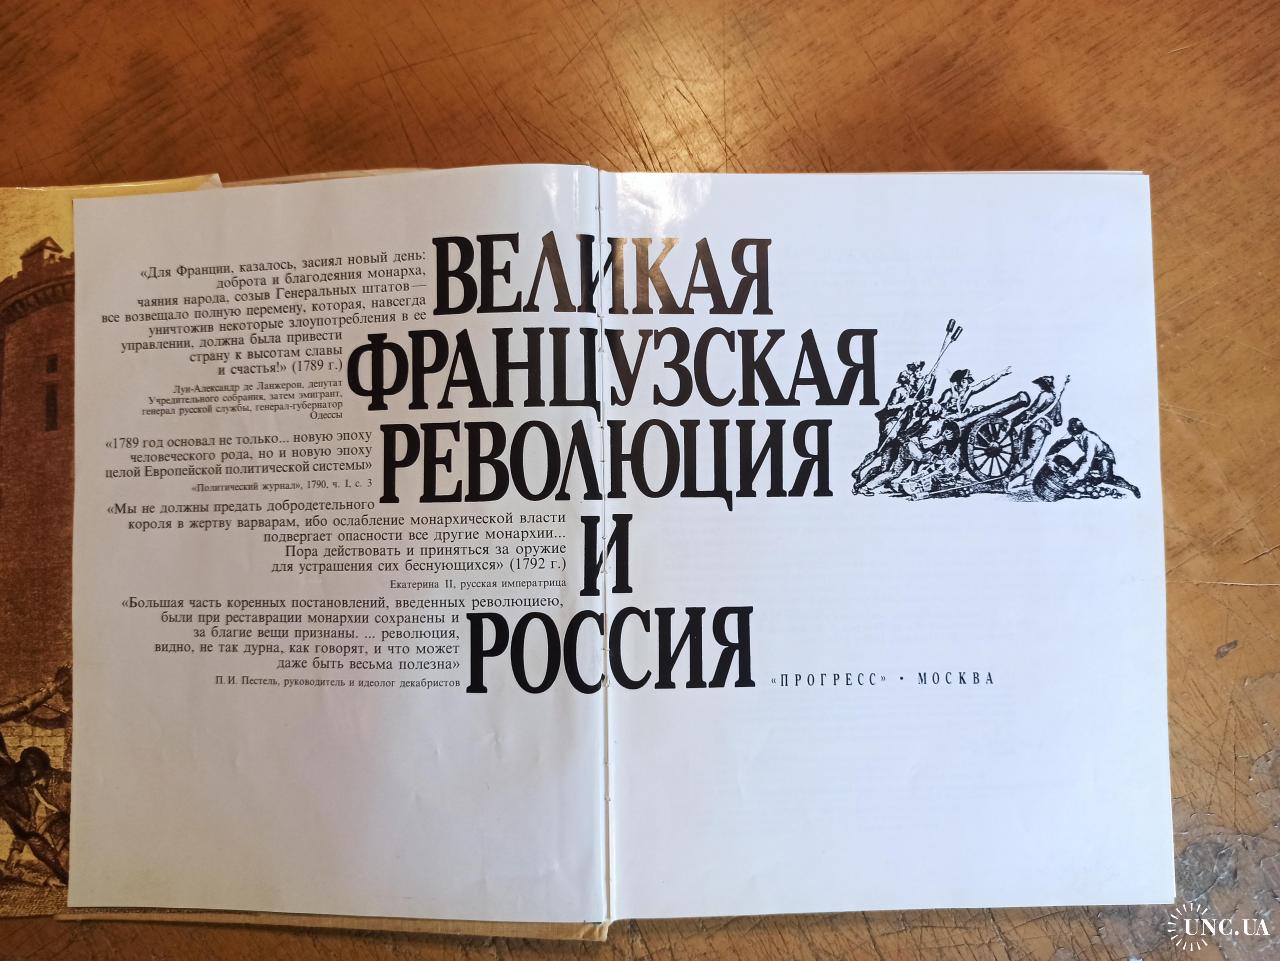 «Для Франции, казалось, засиял новый день:
доброта и благодеяния монарха,
чаяния народа, созыв Генеральных штатов —
все возвещало полную перемену, которая, навсегда
уничтожив некоторые злоупотребления в ее
управлении, должна была привести
страну к высотам славы
и счастья!» (1789 г.)
Луи-Александр де Ланжерон, депутат
Учредительного собрания, затем эмигрант,
генерал русской службы, генерал-губернатор
Одессы
«1789 год основал не только... новую эпоху
человеческого рода, но и новую эпоху
целой Европейской политической системы»
«Политический журнал», 1790, ч. I, с. 3
«Мы не должны предать добродетельного
короля в жертву варварам, ибо ослабление монархической власти
подвергает опасности все другие монархии...
Пора действовать и приняться за оружие
для устрашения сих беснующихся» (1792 г.)
Екатерина II, русская императрица
«Большая часть коренных постановлений, введенных революциею,
были при реставрации монархии сохранены и
за благие вещи признаны. ... революция,
видно, не так дурна, как говорят, и что может
даже быть весьма полезна»
П. И. Пестель, руководитель и идеолог декабристов
ВЕЛИКАЯ
ФРАНЦУЗСКАЯ
РЕВОЛЮЦИЯ
И
РОССИЯ
«ПРОГРЕСС» · МОСКВА
UNC.UA